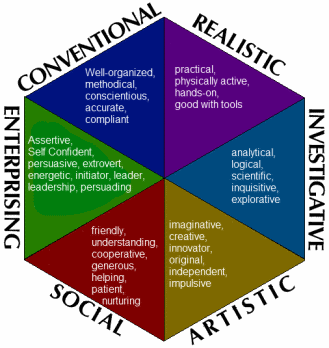 CONVENTIONAL
Well-organized,
methodical,
conscientious,
accurate,
compliant
REALISTIC
practical,
physically active,
hands-on,
good with tools
INVESTIGATIVE
analytical,
logical,
scientific,
inquisitive,
explorative
ARTISTIC
imaginative,
creative,
innovator,
original,
independent,
impulsive
SOCIAL
friendly,
understanding,
cooperative,
generous,
helping,
patient,
nurturing
ENTERPRISING
Assertive,
Self Confident,
persuasive, extrovert,
energetic, initiator, leader,
leadership, persuading